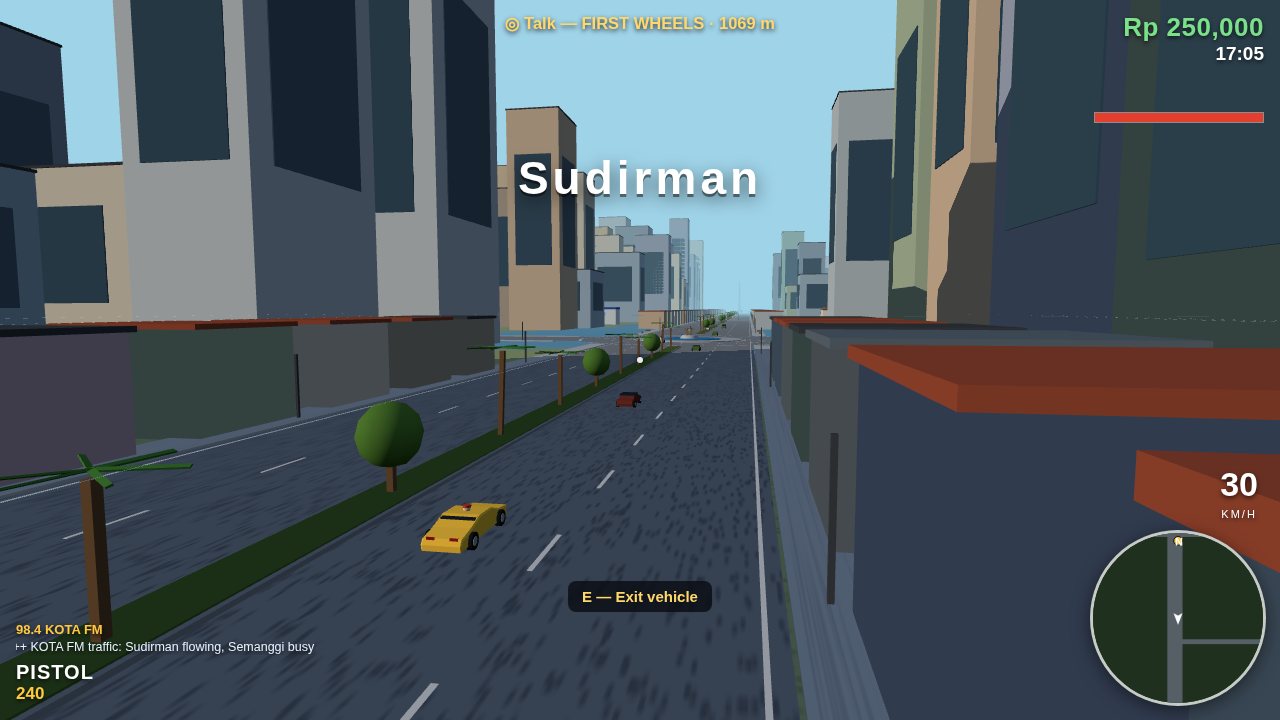 ◎ Talk — FIRST WHEELS · 1069 m
Rp 250,000
17:05
Sudirman
30
KM/H
E — Exit vehicle
N
98.4 KOTA FM
KOTA FM traffic: Sudirman flowing, Semanggi busy
PISTOL
240